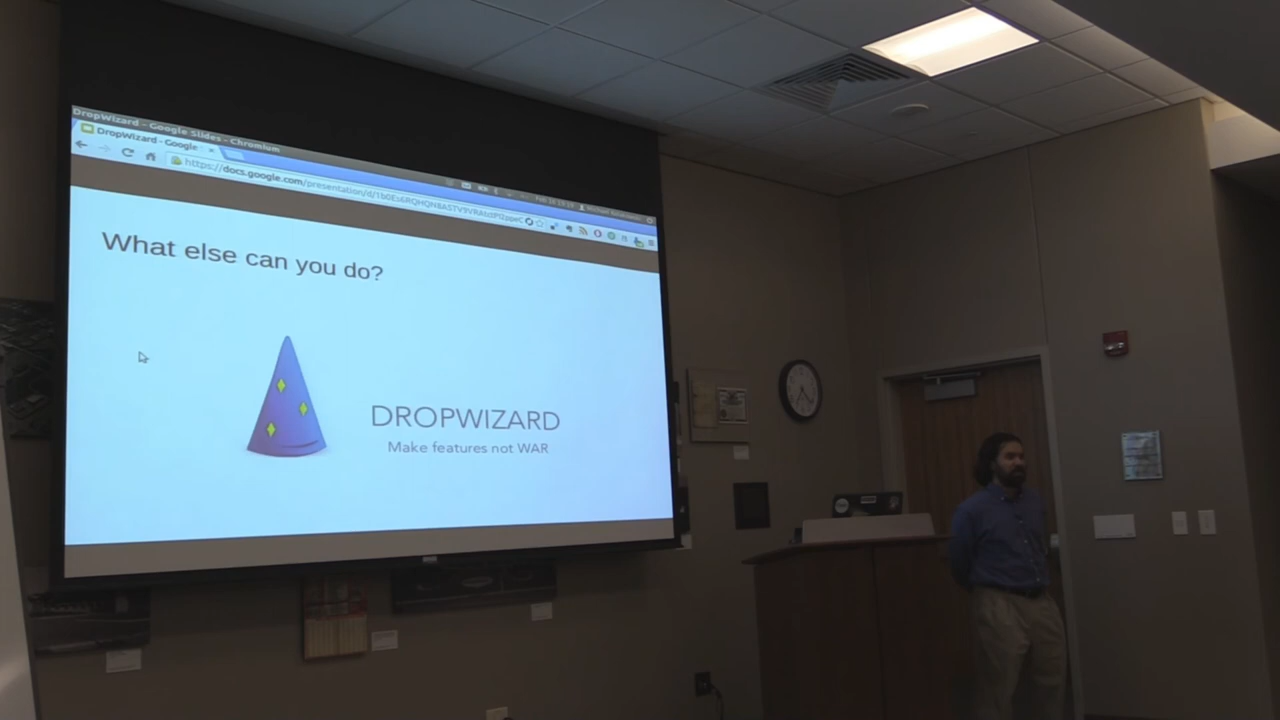 DropWizard - Google Slides - Chromium
DropWizard - Google
https://docs.google.com/presentation/d/
What else can you do?
DROPWIZARD
Make features not WAR